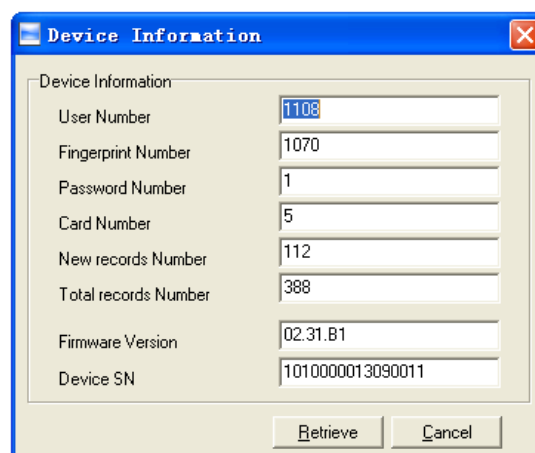 Device Information
Device Information
User Number 1108
Fingerprint Number 1070
Password Number 1
Card Number 5
New records Number 112
Total records Number 388
Firmware Version 02.31.B1
Device SN 1010000013090011
Retrieve Cancel